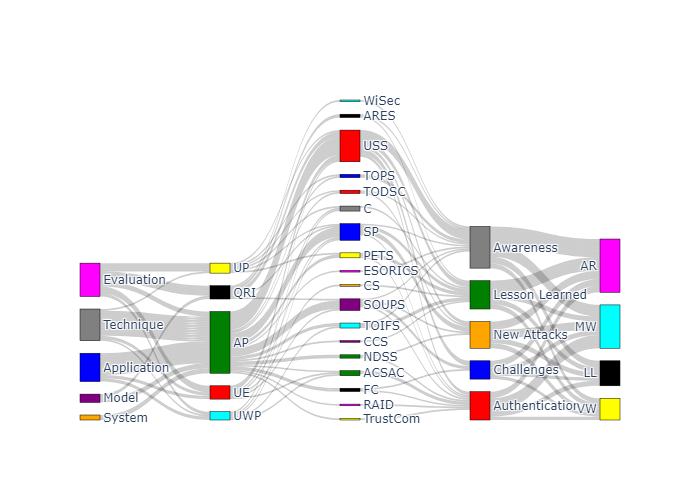 Evaluation
Technique
Application
Model
System
UP
QRI
AP
UE
UWP
WiSec
ARES
USS
TOPS
TODSC
C
SP
PETS
ESORICS
CS
SOUPS
TOIFS
CCS
NDSS
ACSAC
FC
RAID
TrustCom
Awareness
Lesson Learned
New Attacks
Challenges
Authentication
AR
MW
LL
VW